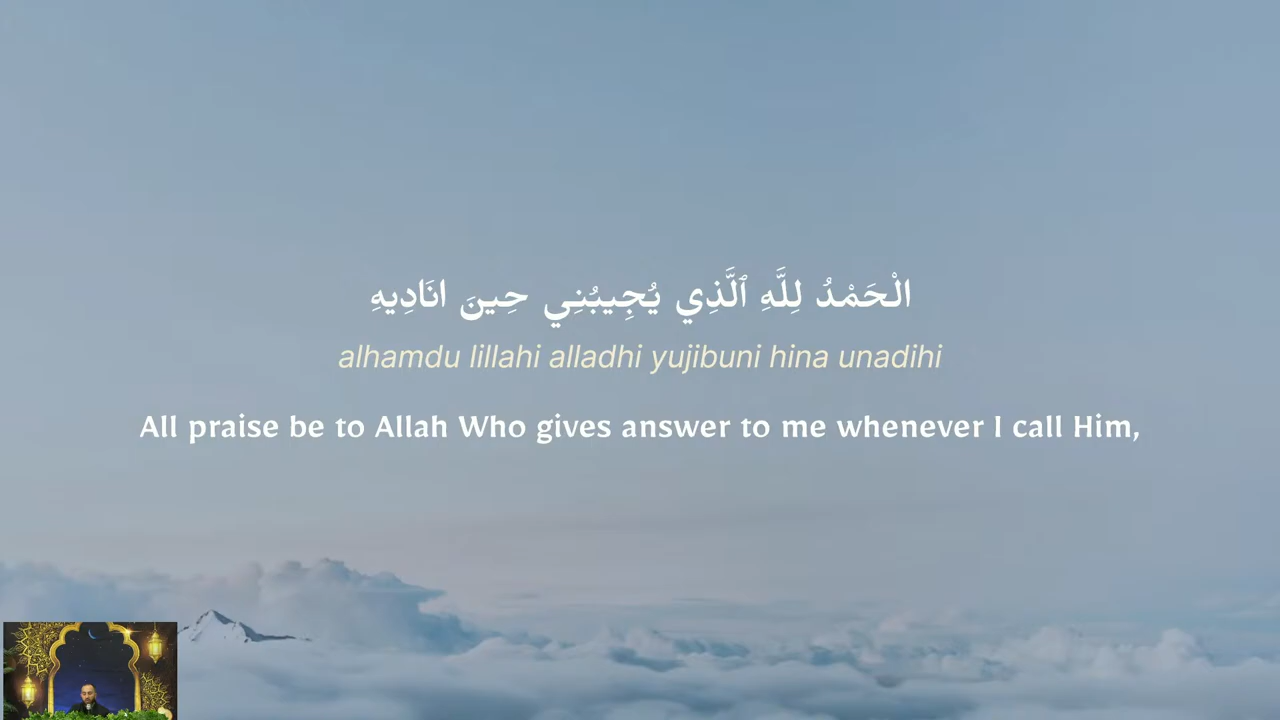 الْحَمْدُ لِلَّهِ ٱلَّذِي يُجِيبُنِي حِينَ انَادِيهِ
alhamdu lillahi alladhi yujibuni hina unadihi
All praise be to Allah Who gives answer to me whenever I call Him,